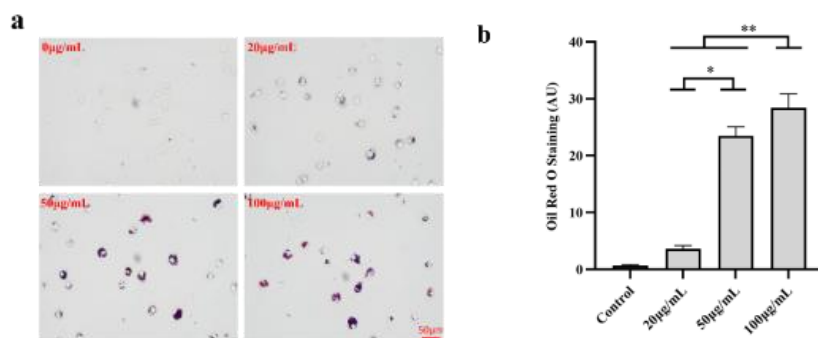 a
0μg/mL
20μg/mL
50μg/mL
100μg/mL
50μm
b
Oil Red O Staining (AU)
40
30
20
10
0
**
*
Control
20μg/mL
50μg/mL
100μg/mL